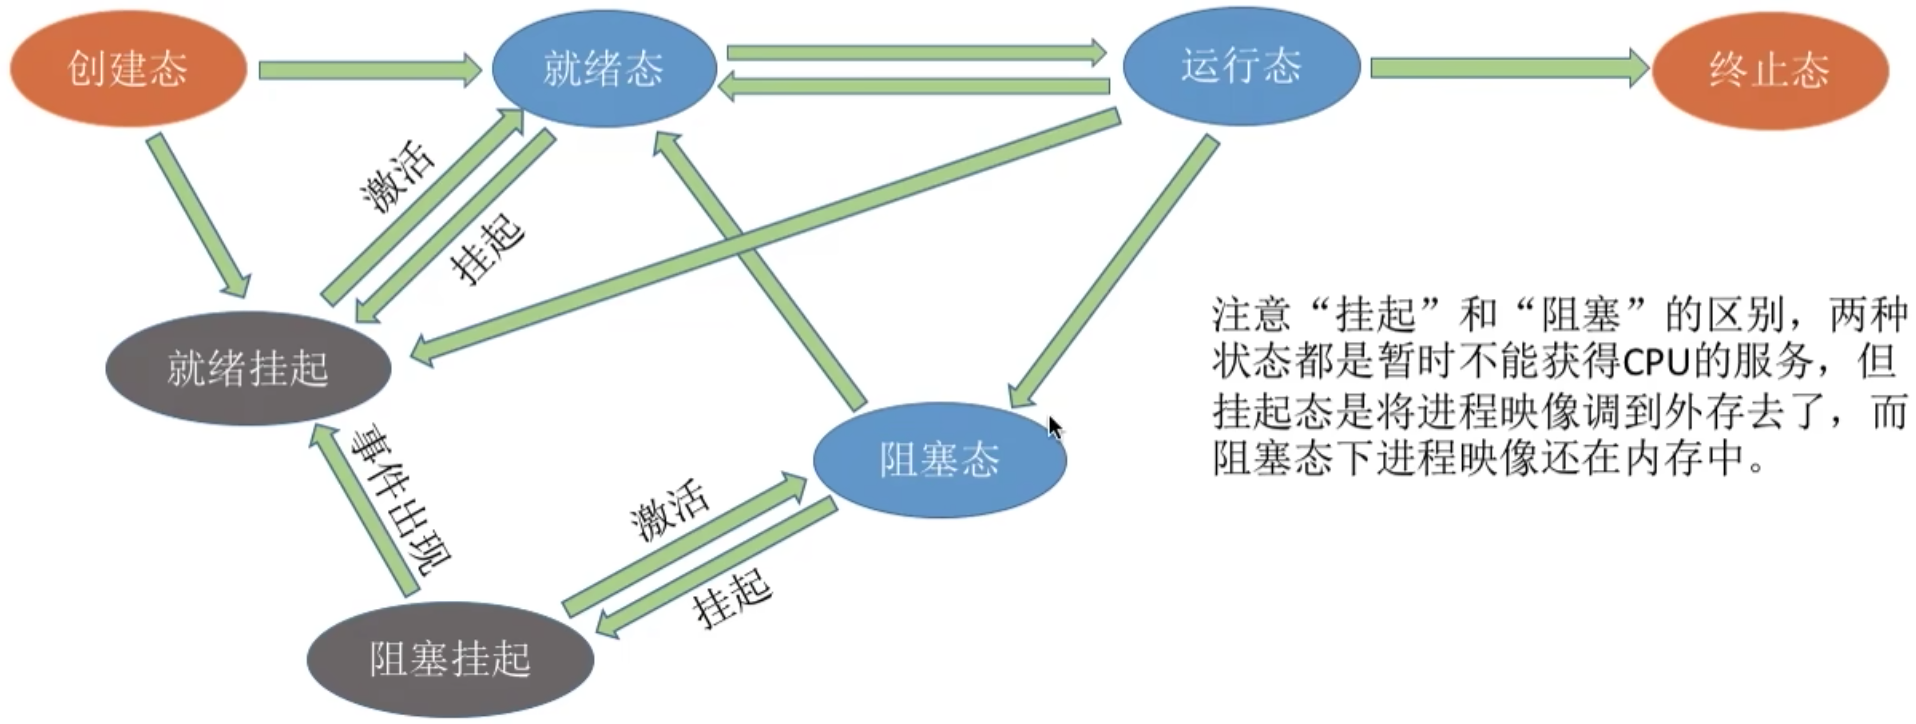 创建态
就绪态
运行态
终止态
激活
挂起
就绪挂起
注意“挂起”和“阻塞”的区别，两种
状态都是暂时不能获得CPU的服务，但
挂起态是将进程映像调到外存去了，而
阻塞态下进程映像还在内存中。
事件出现
阻塞态
激活
挂起
阻塞挂起